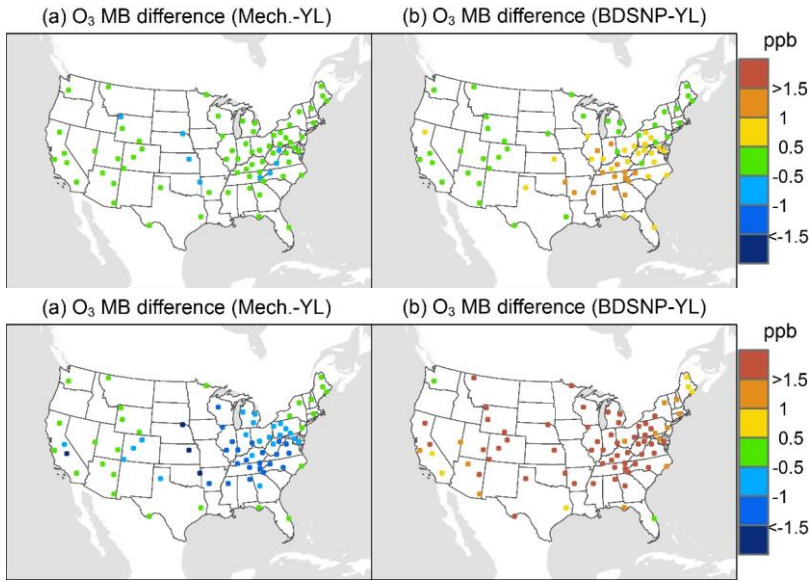 (a) O₃ MB difference (Mech.-YL)
(b) O₃ MB difference (BDSNP-YL)
ppb
>1.5
1
0.5
-0.5
-1
<-1.5
(a) O₃ MB difference (Mech.-YL)
(b) O₃ MB difference (BDSNP-YL)
ppb
>1.5
1
0.5
-0.5
-1
<-1.5